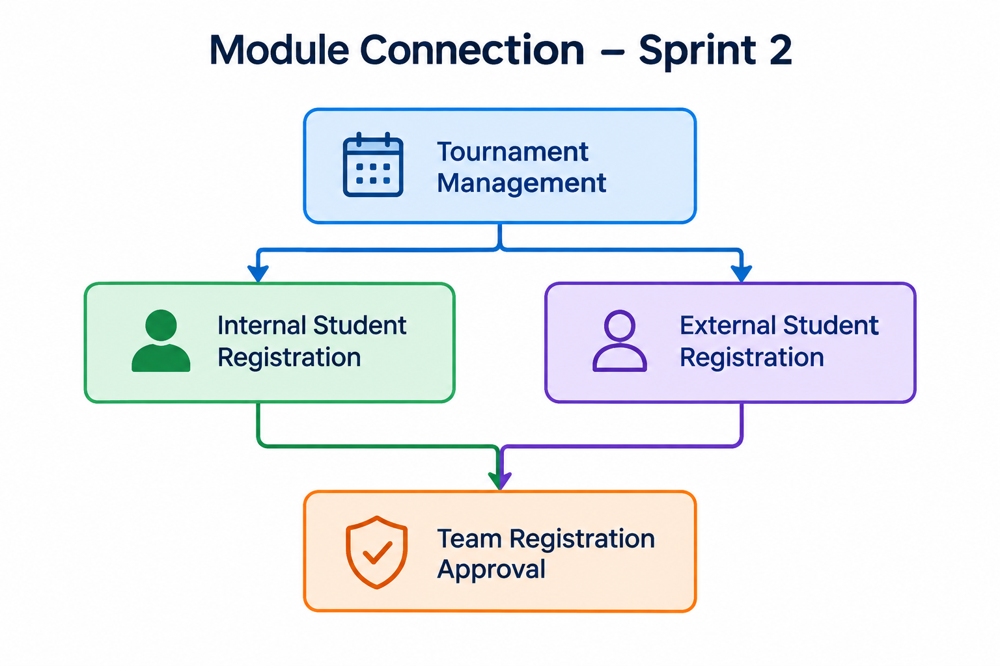 Module Connection – Sprint 2
Tournament
Management
Internal Student
Registration
External Student
Registration
Team Registration
Approval